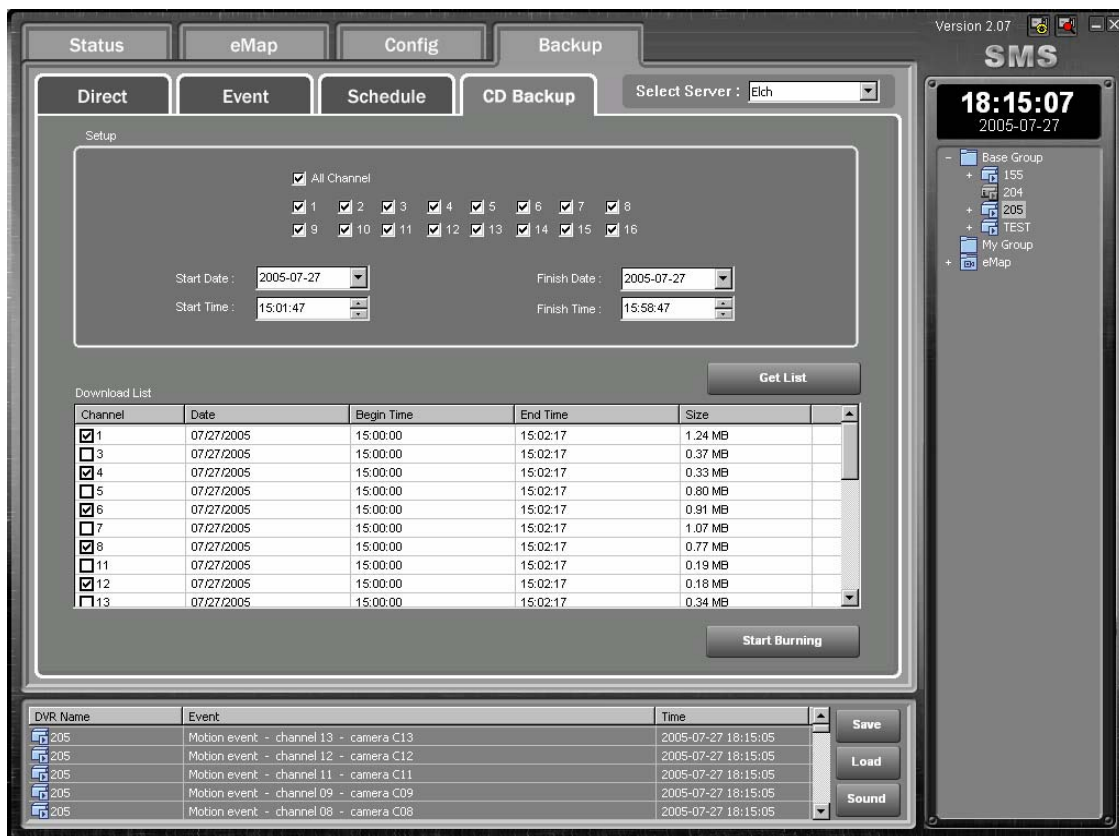 Status eMap Config Backup
Version 2.07
SMS
Direct Event Schedule CD Backup Select Server : Elch
18:15:07
2005-07-27
Setup
All Channel
1 2 3 4 5 6 7 8
9 10 11 12 13 14 15 16
Start Date : 2005-07-27 Finish Date : 2005-07-27
Start Time : 15:01:47 Finish Time : 15:58:47
Get List
Download List
Channel Date Begin Time End Time Size
1 07/27/2005 15:00:00 15:02:17 1.24 MB
3 07/27/2005 15:00:00 15:02:17 0.37 MB
4 07/27/2005 15:00:00 15:02:17 0.33 MB
5 07/27/2005 15:00:00 15:02:17 0.80 MB
6 07/27/2005 15:00:00 15:02:17 0.91 MB
7 07/27/2005 15:00:00 15:02:17 1.07 MB
8 07/27/2005 15:00:00 15:02:17 0.77 MB
11 07/27/2005 15:00:00 15:02:17 0.19 MB
12 07/27/2005 15:00:00 15:02:17 0.18 MB
13 07/27/2005 15:00:00 15:02:17 0.34 MB
Start Burning
DVR Name Event Time
205 Motion event - channel 13 - camera C13 2005-07-27 18:15:05
205 Motion event - channel 12 - camera C12 2005-07-27 18:15:05
205 Motion event - channel 11 - camera C11 2005-07-27 18:15:05
205 Motion event - channel 09 - camera C09 2005-07-27 18:15:05
205 Motion event - channel 08 - camera C08 2005-07-27 18:15:05
Save
Load
Sound
Base Group
155
204
205
TEST
My Group
eMap